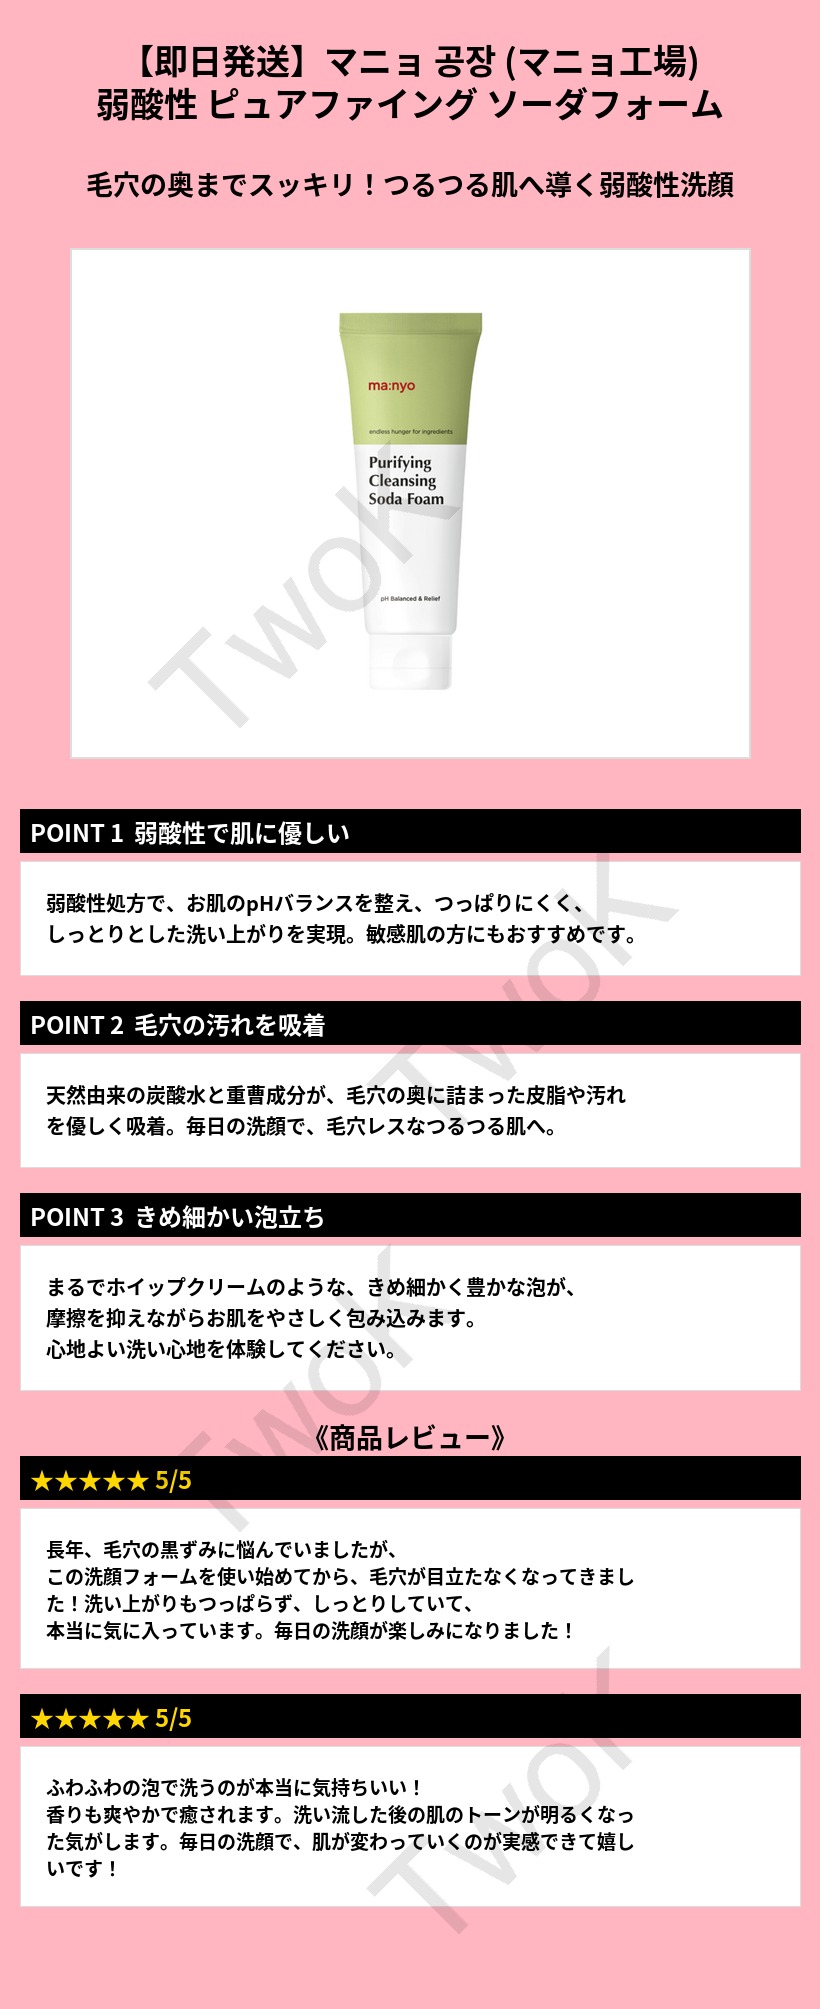 【即日発送】マニョ 공장 (マニョ工場)
弱酸性 ピュアファイング ソーダフォーム
毛穴の奥までスッキリ！つるつる肌へ導く弱酸性洗顔
ma:nyo
endless hunger for ingredients
Purifying
Cleansing
Soda Foam
pH Balanced & Relief
TwoK
POINT 1 弱酸性で肌に優しい
弱酸性処方で、お肌のpHバランスを整え、つっぱりにくく、
しっとりとした洗い上がりを実現。敏感肌の方にもおすすめです。
TwoK
POINT 2 毛穴の汚れを吸着
天然由来の炭酸水と重曹成分が、毛穴の奥に詰まった皮脂や汚れ
を優しく吸着。毎日の洗顔で、毛穴レスなつるつる肌へ。
POINT 3 きめ細かい泡立ち
まるでホイップクリームのような、きめ細かく豊かな泡が、
摩擦を抑えながらお肌をやさしく包み込みます。
心地よい洗い心地を体験してください。
TwoK
《商品レビュー》
★★★★★ 5/5
長年、毛穴の黒ずみに悩んでいましたが、
この洗顔フォームを使い始めてから、毛穴が目立たなくなってきまし
た！洗い上がりもつっぱらず、しっとりしていて、
本当に気に入っています。毎日の洗顔が楽しみになりました！
★★★★★ 5/5
ふわふわの泡で洗うのが本当に気持ちいい！
香りも爽やかで癒されます。洗い流した後の肌のトーンが明るくなっ
た気がします。毎日の洗顔で、肌が変わっていくのが実感できて嬉し
いです！
TwoK